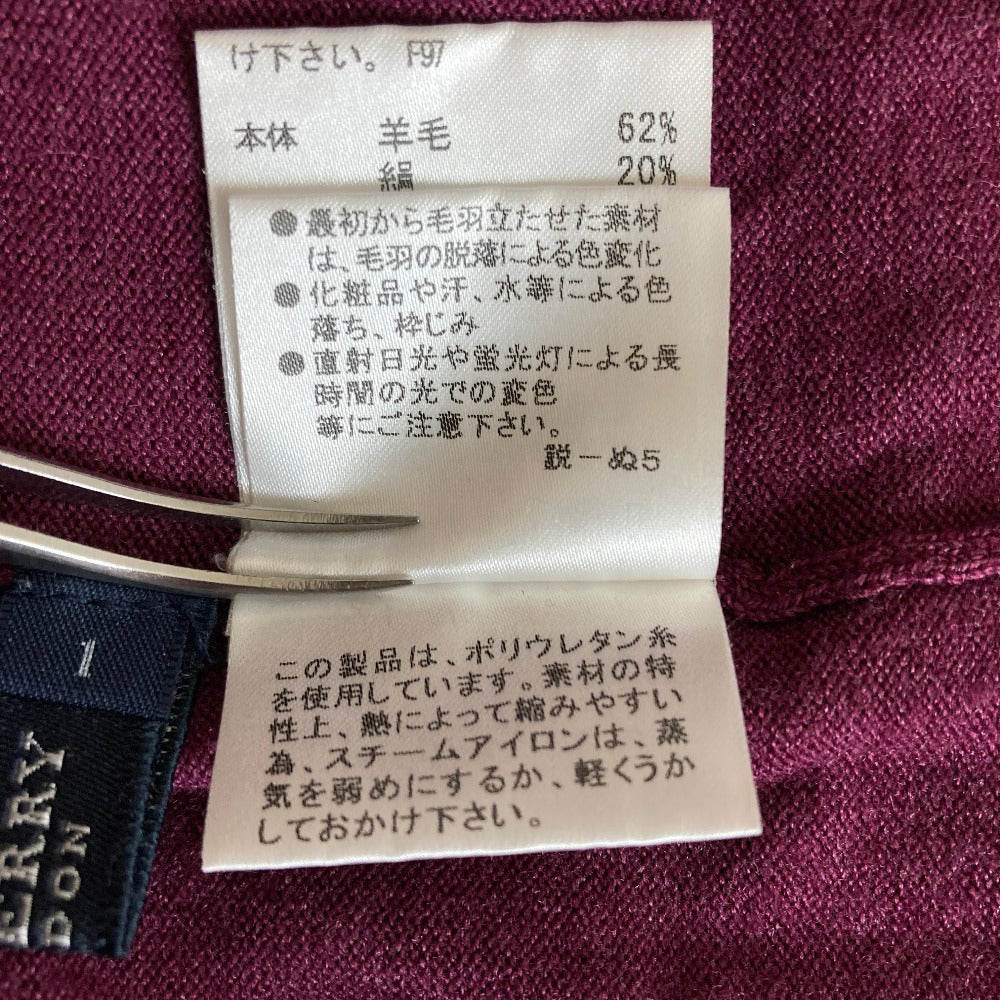 け下さい。 F97
本体 羊毛 62%
絹 20%
●最初から毛羽立たせた素材
は、毛羽の脱落による色変化
●化粧品や汗、水等による色
落ち、枠じみ
●直射日光や蛍光灯による長
時間の光での変色
等にご注意下さい。
説ーぬ5
この製品は、ポリウレタン糸
を使用しています。素材の特
性上、熱によって縮みやすい
為、スチームアイロンは、蒸
気を弱めにするか、軽くうか
しておかけ下さい。
1
ERRY
DON